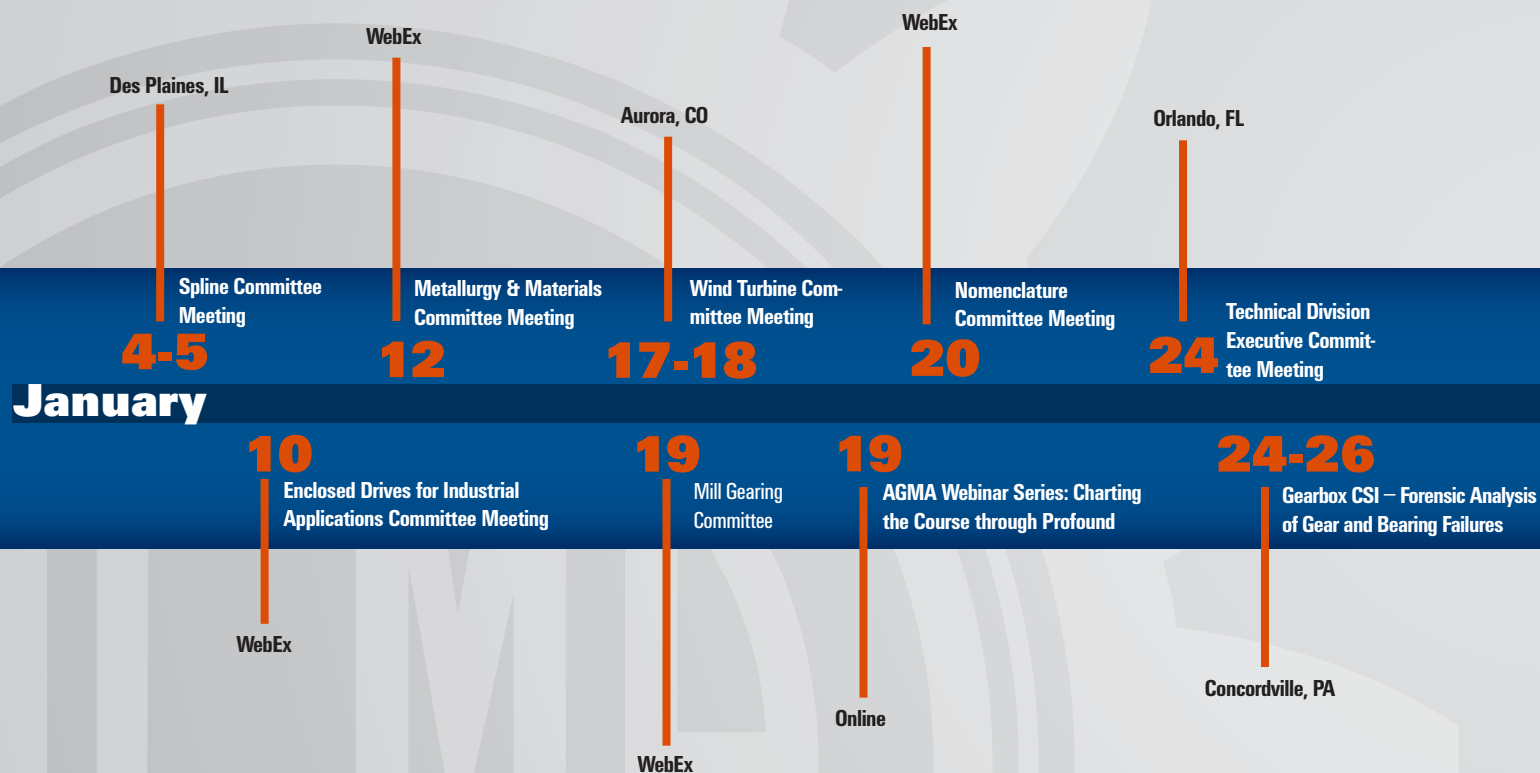 WebEx
WebEx
Des Plaines, IL
Aurora, CO
Orlando, FL
Spline Committee
Meeting
4-5
Metallurgy & Materials
Committee Meeting
12
Wind Turbine Com-
mittee Meeting
17-18
Nomenclature
Committee Meeting
20
Technical Division
Executive Commit-
tee Meeting
24
January
10
Enclosed Drives for Industrial
Applications Committee Meeting
WebEx
19
Mill Gearing
Committee
WebEx
19
AGMA Webinar Series: Charting
the Course through Profound
Online
24-26
Gearbox CSI – Forensic Analysis
of Gear and Bearing Failures
Concordville, PA